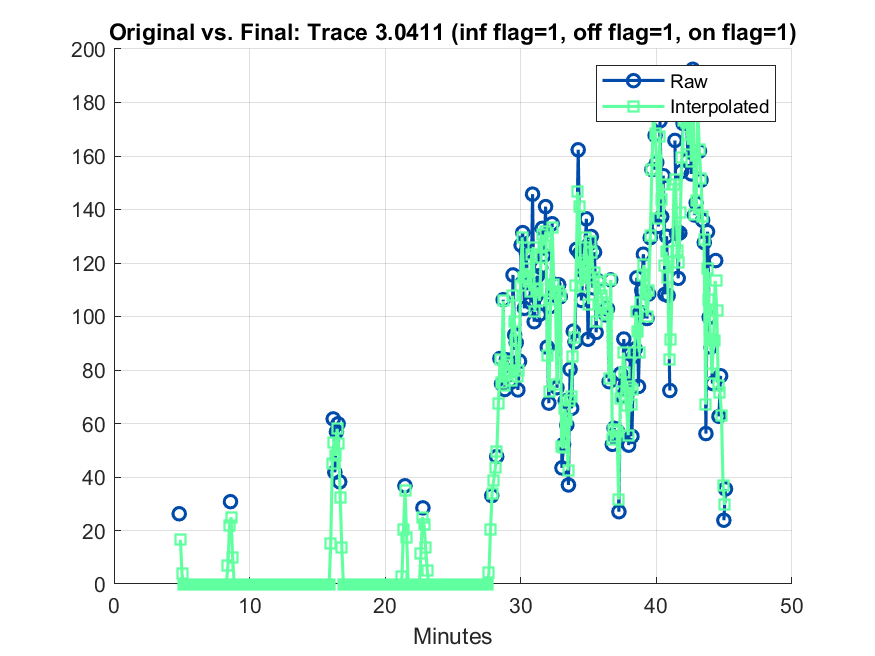 Original vs. Final: Trace 3.0411 (inf flag=1, off flag=1, on flag=1)
200
180
160
140
120
100
80
60
40
20
0
Raw
Interpolated
0 10 20 30 40 50
Minutes